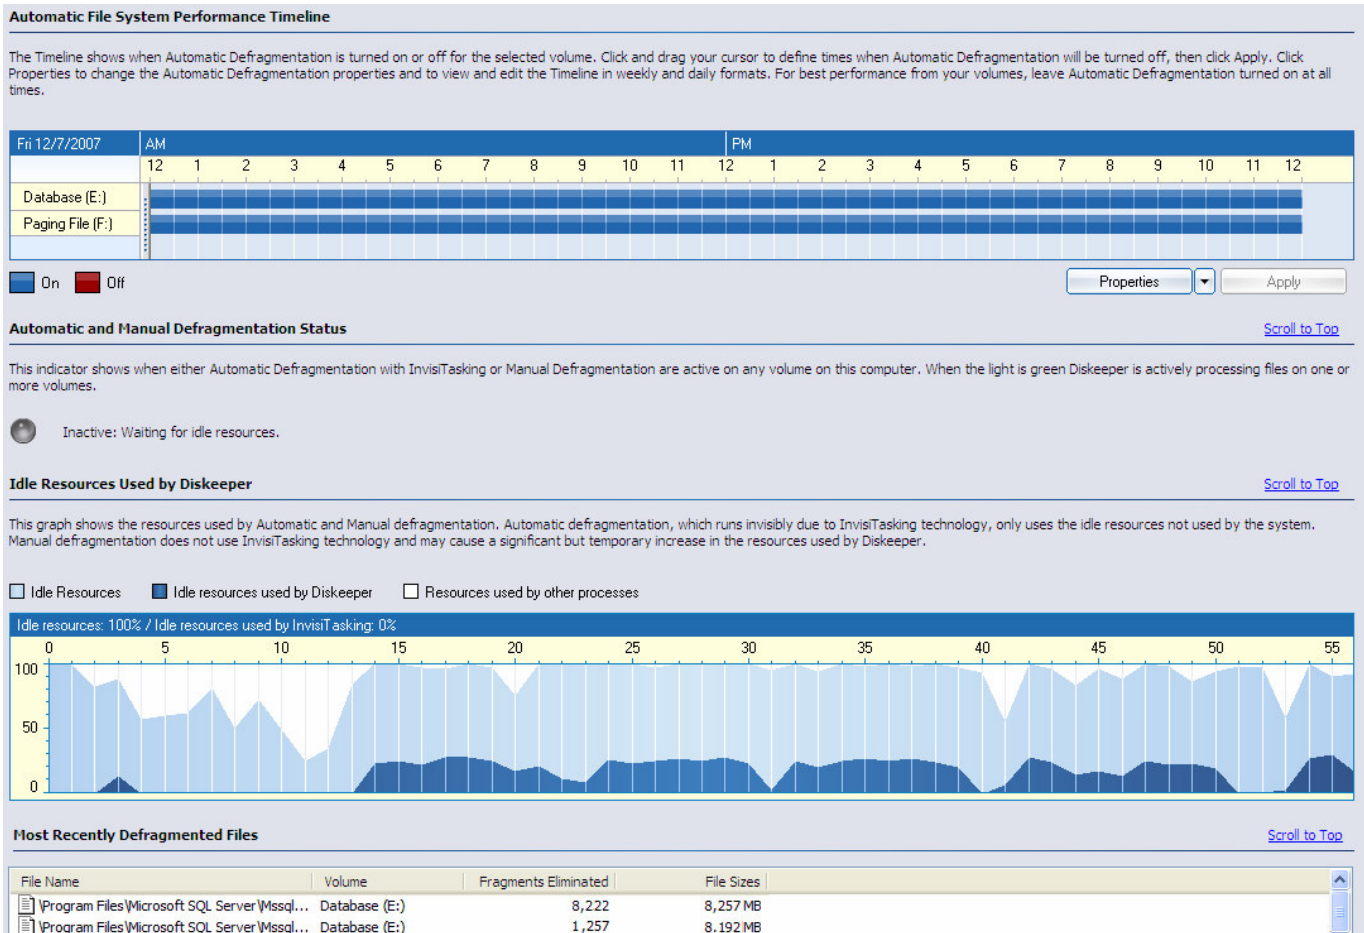 Automatic File System Performance Timeline
The Timeline shows when Automatic Defragmentation is turned on or off for the selected volume. Click and drag your cursor to define times when Automatic Defragmentation will be turned off, then click Apply. Click
Properties to change the Automatic Defragmentation properties and to view and edit the Timeline in weekly and daily formats. For best performance from your volumes, leave Automatic Defragmentation turned on at all
times.
Fri 12/7/2007 AM PM
12 1 2 3 4 5 6 7 8 9 10 11 12 1 2 3 4 5 6 7 8 9 10 11 12
Database (E:)
Paging File (F:)
On Off Properties Apply
Automatic and Manual Defragmentation Status Scroll to Top
This indicator shows when either Automatic Defragmentation with InvisiTasking or Manual Defragmentation are active on any volume on this computer. When the light is green Diskeeper is actively processing files on one or
more volumes.
Inactive: Waiting for idle resources.
Idle Resources Used by Diskeeper Scroll to Top
This graph shows the resources used by Automatic and Manual defragmentation. Automatic defragmentation, which runs invisibly due to InvisiTasking technology, only uses the idle resources not used by the system.
Manual defragmentation does not use InvisiTasking technology and may cause a significant but temporary increase in the resources used by Diskeeper.
Idle Resources Idle resources used by Diskeeper Resources used by other processes
Idle resources: 100% / Idle resources used by InvisiTasking: 0%
0 5 10 15 20 25 30 35 40 45 50 55
100
50
0
Most Recently Defragmented Files Scroll to Top
File Name Volume Fragments Eliminated File Sizes
\Program Files\Microsoft SQL Server\Mssql... Database (E:) 8,222 8,257 MB
\Program Files\Microsoft SQL Server\Mssql... Database (E:) 1,257 8,192 MB